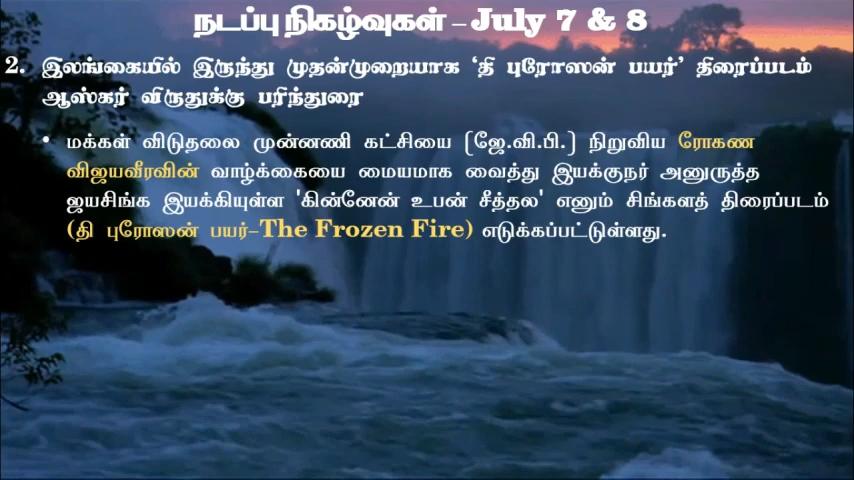 நடப்பு நிகழ்வுகள் – July 7 & 8
2. இலங்கையில் இருந்து முதன்முறையாக ‘தி புரோஸன் பயர்’ திரைப்படம்
ஆஸ்கர் விருதுக்கு பரிந்துரை
• மக்கள் விடுதலை முன்னணி கட்சியை (ஜே.வி.பி.) நிறுவிய ரோகண
விஜயவீரவின் வாழ்க்கையை மையமாக வைத்து இயக்குநர் அனுருத்த
ஜயசிங்க இயக்கியுள்ள 'கின்னேன் உபன் சீத்தல' எனும் சிங்களத் திரைப்படம்
(தி புரோஸன் பயர்–The Frozen Fire) எடுக்கப்பட்டுள்ளது.